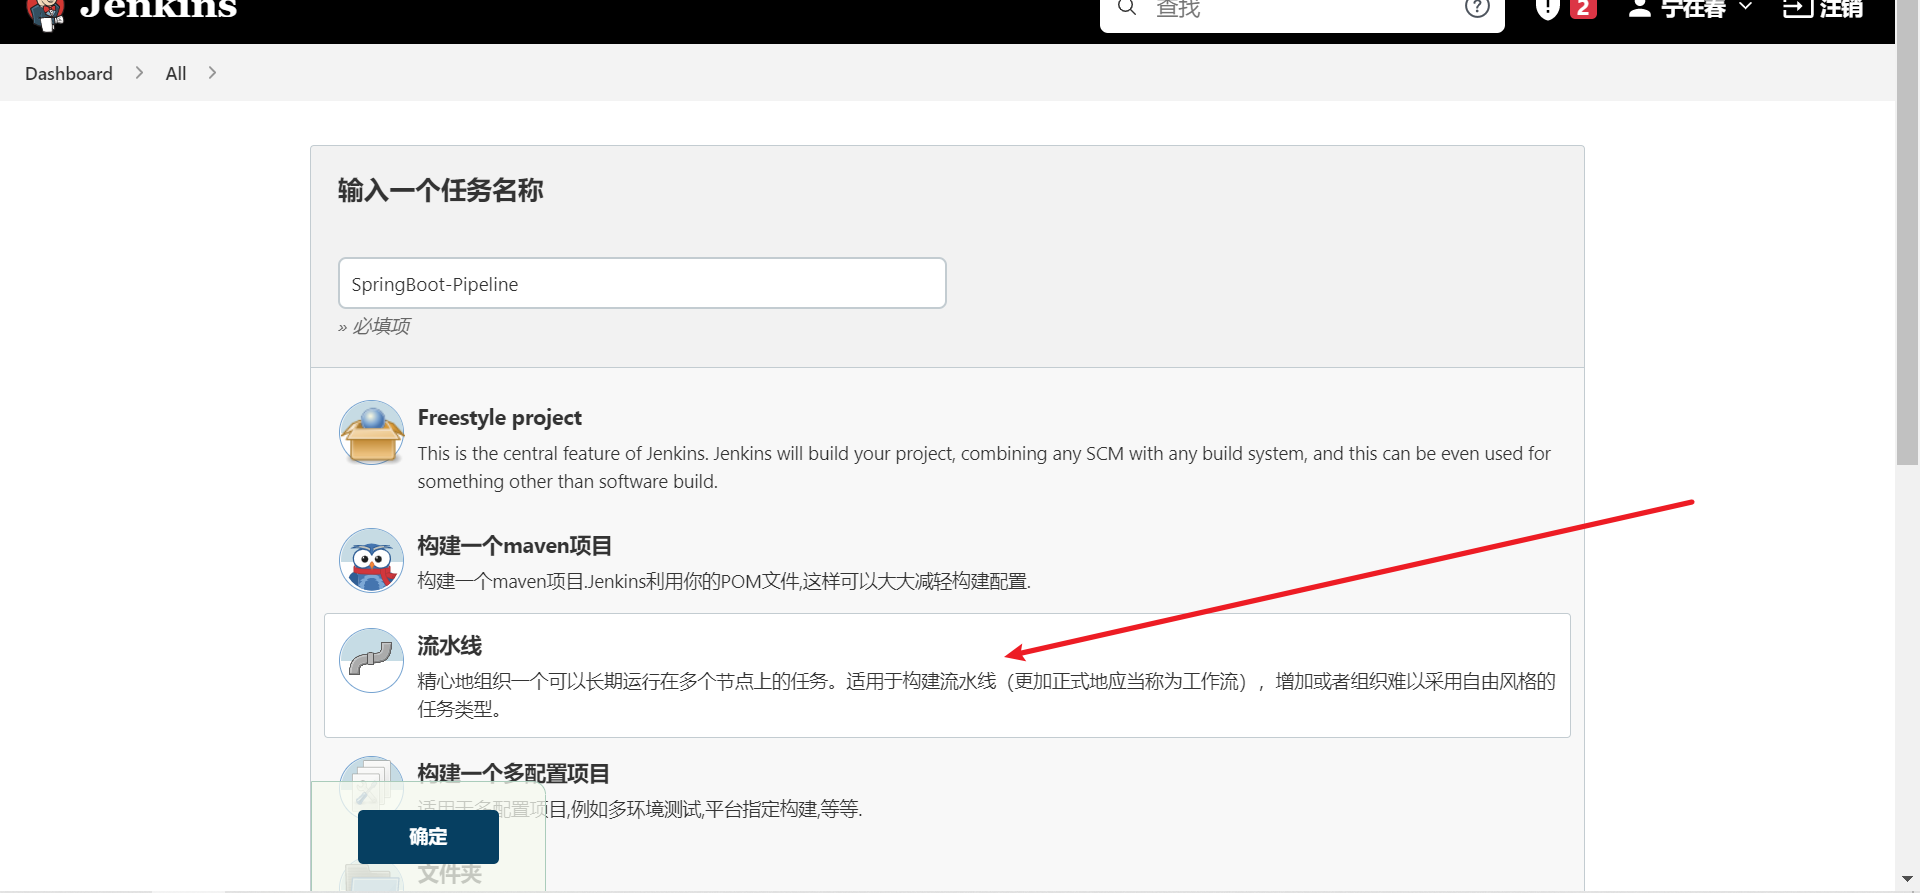 Jenkins
查找
2
宁在春
注销
Dashboard
All
输入一个任务名称
SpringBoot-Pipeline
» 必填项
Freestyle project
This is the central feature of Jenkins. Jenkins will build your project, combining any SCM with any build system, and this can be even used for
something other than software build.
构建一个maven项目
构建一个maven项目.Jenkins利用你的POM文件,这样可以大大减轻构建配置.
流水线
精心地组织一个可以长期运行在多个节点上的任务。适用于构建流水线（更加正式地应当称为工作流），增加或者组织难以采用自由风格的
任务类型。
构建一个多配置项目
适用于多配置项目,例如多环境测试,平台指定构建,等等.
确定
文件夹